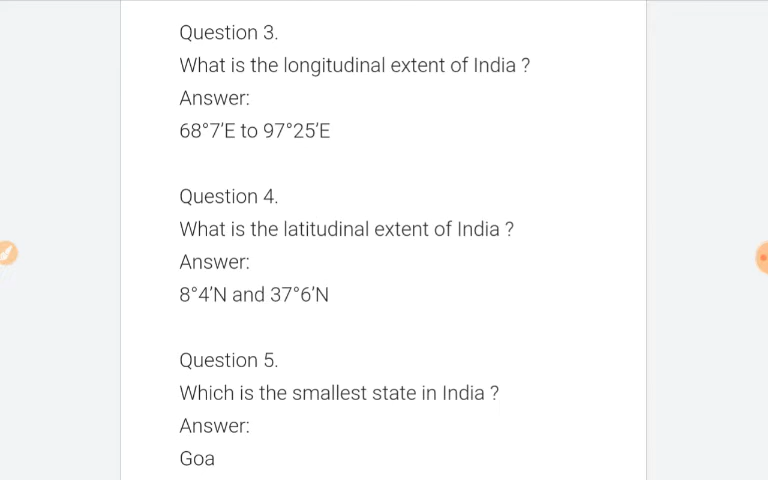 Question 3.
What is the longitudinal extent of India ?
Answer:
68°7′E to 97°25′E
Question 4.
What is the latitudinal extent of India ?
Answer:
8°4′N and 37°6′N
Question 5.
Which is the smallest state in India ?
Answer:
Goa